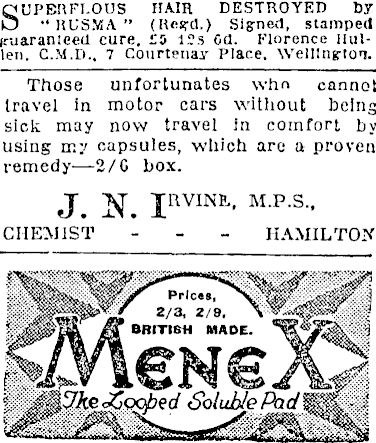 SUPERFLOUS HAIR DESTROYED by
"RUSMA" (Regd.) Signed, stamped
guaranteed cure, £5 12s 6d. Florence Hul-
len, C.M.D., 7 Courtenay Place, Wellington.
Those unfortunates who cannot
travel in motor cars without being
sick may now travel in comfort by
using my capsules, which are a proven
remedy—2/6 box.
J. N. IRVINE, M.P.S.,
CHEMIST - - - HAMILTON
Prices,
2/3, 2/9,
BRITISH MADE.
MENEX
The Looped Soluble Pad